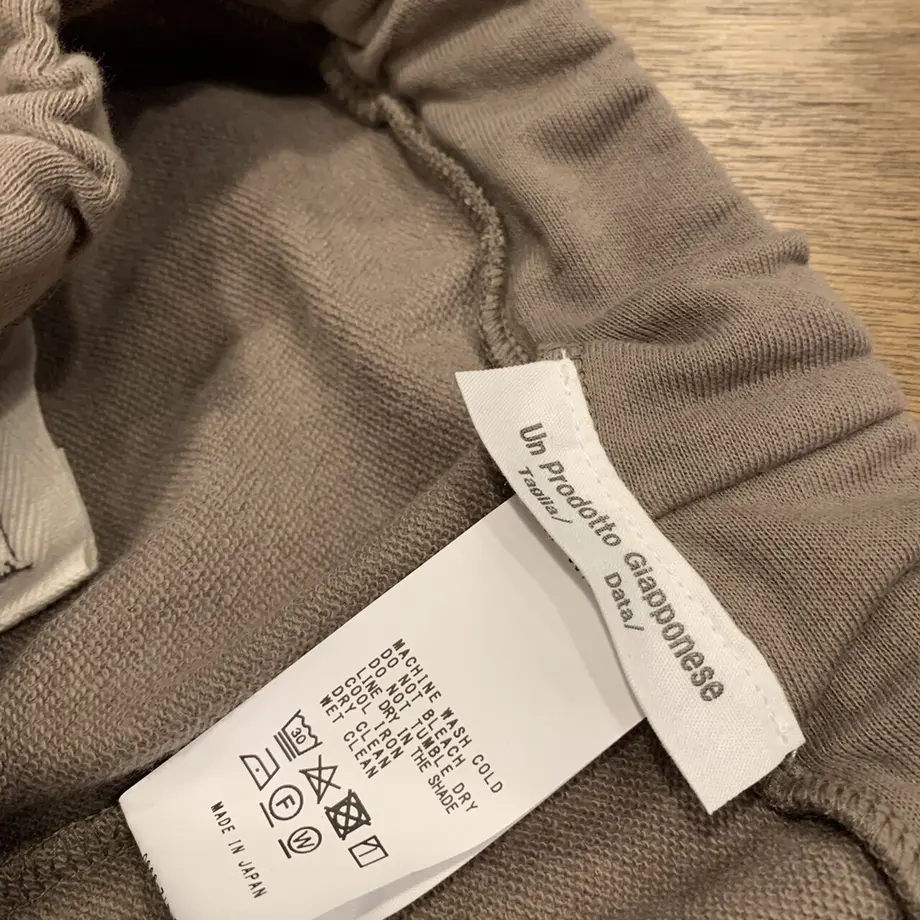 Un Prodotto Giapponese
Taglia/
Data/
MACHINE WASH COLD
DO NOT BLEACH
DO NOT TUMBLE DRY
LINE DRY IN THE SHADE
COOL IRON
DRY CLEAN
WET CLEAN
30
F
W
MADE IN JAPAN